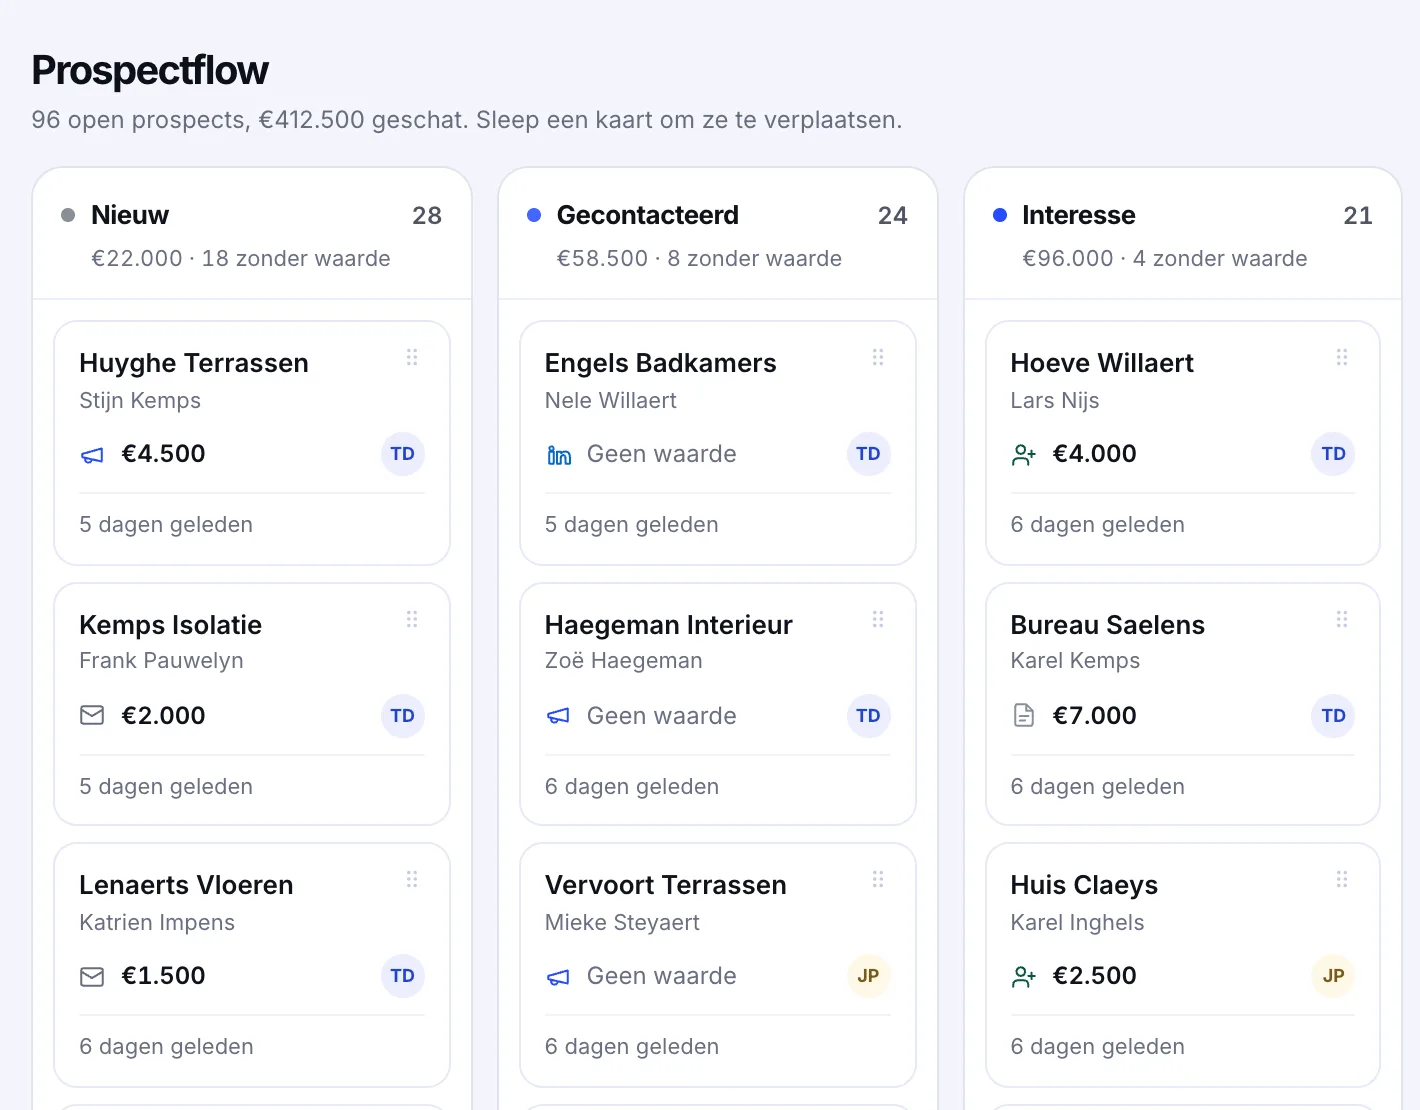 Prospectflow
96 open prospects, €412.500 geschat. Sleep een kaart om ze te verplaatsen.
Nieuw 28
€22.000 · 18 zonder waarde
Huyghe Terrassen
Stijn Kemps
€4.500 TD
5 dagen geleden
Kemps Isolatie
Frank Pauwelyn
€2.000 TD
5 dagen geleden
Lenaerts Vloeren
Katrien Impens
€1.500 TD
6 dagen geleden
Gecontacteerd 24
€58.500 · 8 zonder waarde
Engels Badkamers
Nele Willaert
in Geen waarde TD
5 dagen geleden
Haegeman Interieur
Zoë Haegeman
Geen waarde TD
6 dagen geleden
Vervoort Terrassen
Mieke Steyaert
Geen waarde JP
6 dagen geleden
Interesse 21
€96.000 · 4 zonder waarde
Hoeve Willaert
Lars Nijs
€4.000 TD
6 dagen geleden
Bureau Saelens
Karel Kemps
€7.000 TD
6 dagen geleden
Huis Claeys
Karel Inghels
€2.500 JP
6 dagen geleden